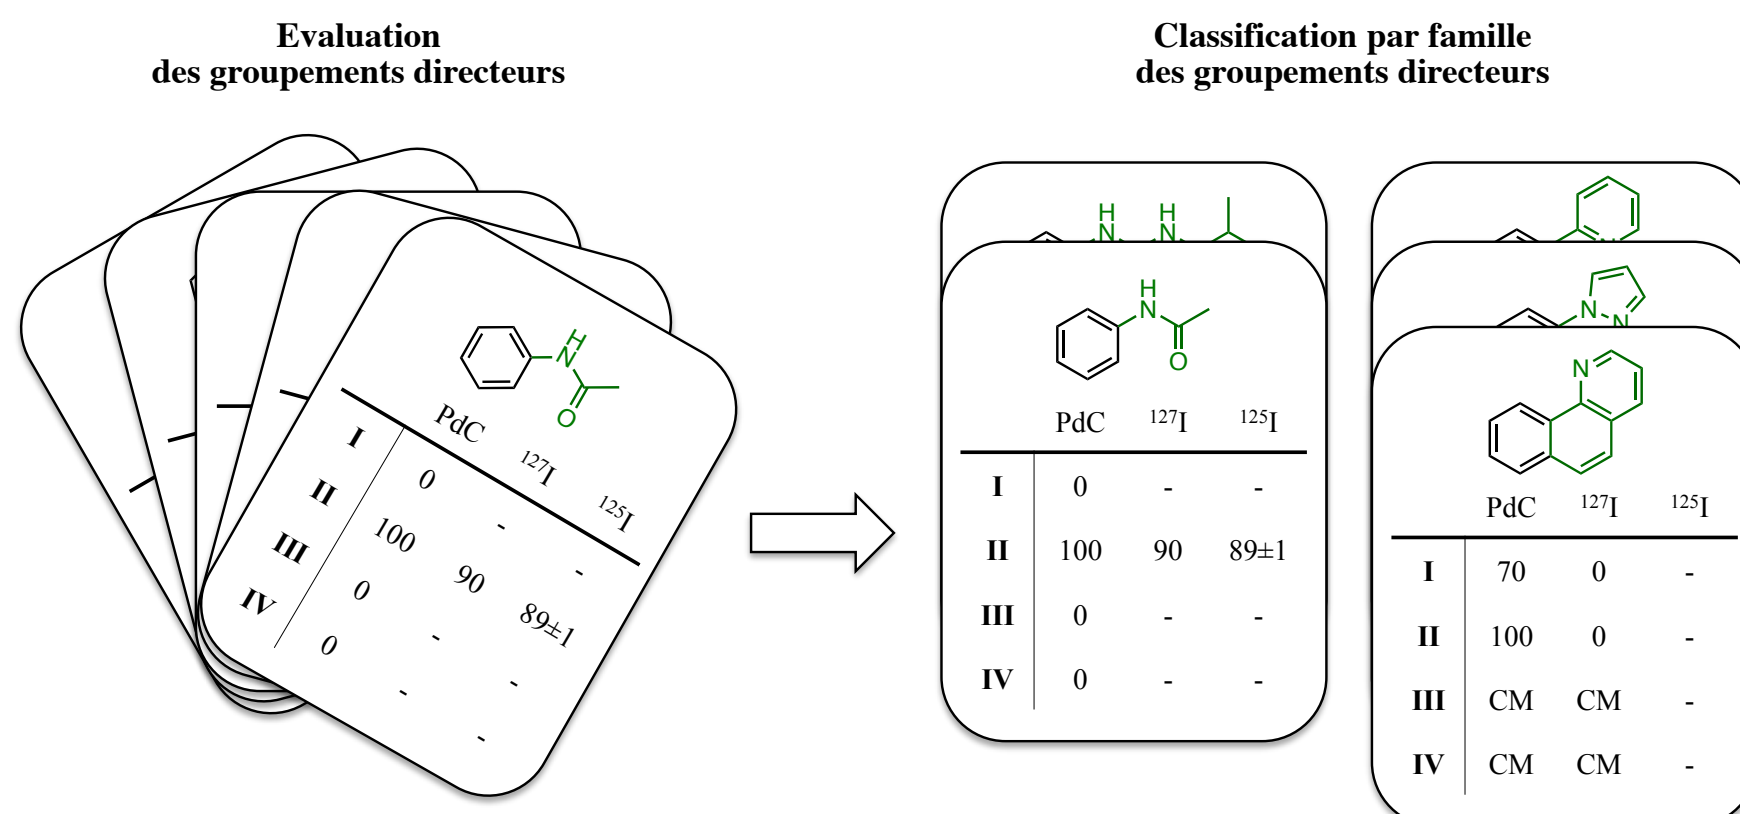 Evaluation
des groupements directeurs
Classification par famille
des groupements directeurs
H
N
O
PdC ¹²⁷I ¹²⁵I
I 0 - -
II 100 90 89±1
III 0 - -
IV 0 - -
H H
N N
H
N
O
PdC ¹²⁷I ¹²⁵I
I 0 - -
II 100 90 89±1
III 0 - -
IV 0 - -
N N
N
PdC ¹²⁷I ¹²⁵I
I 70 0 -
II 100 0 -
III CM CM -
IV CM CM -